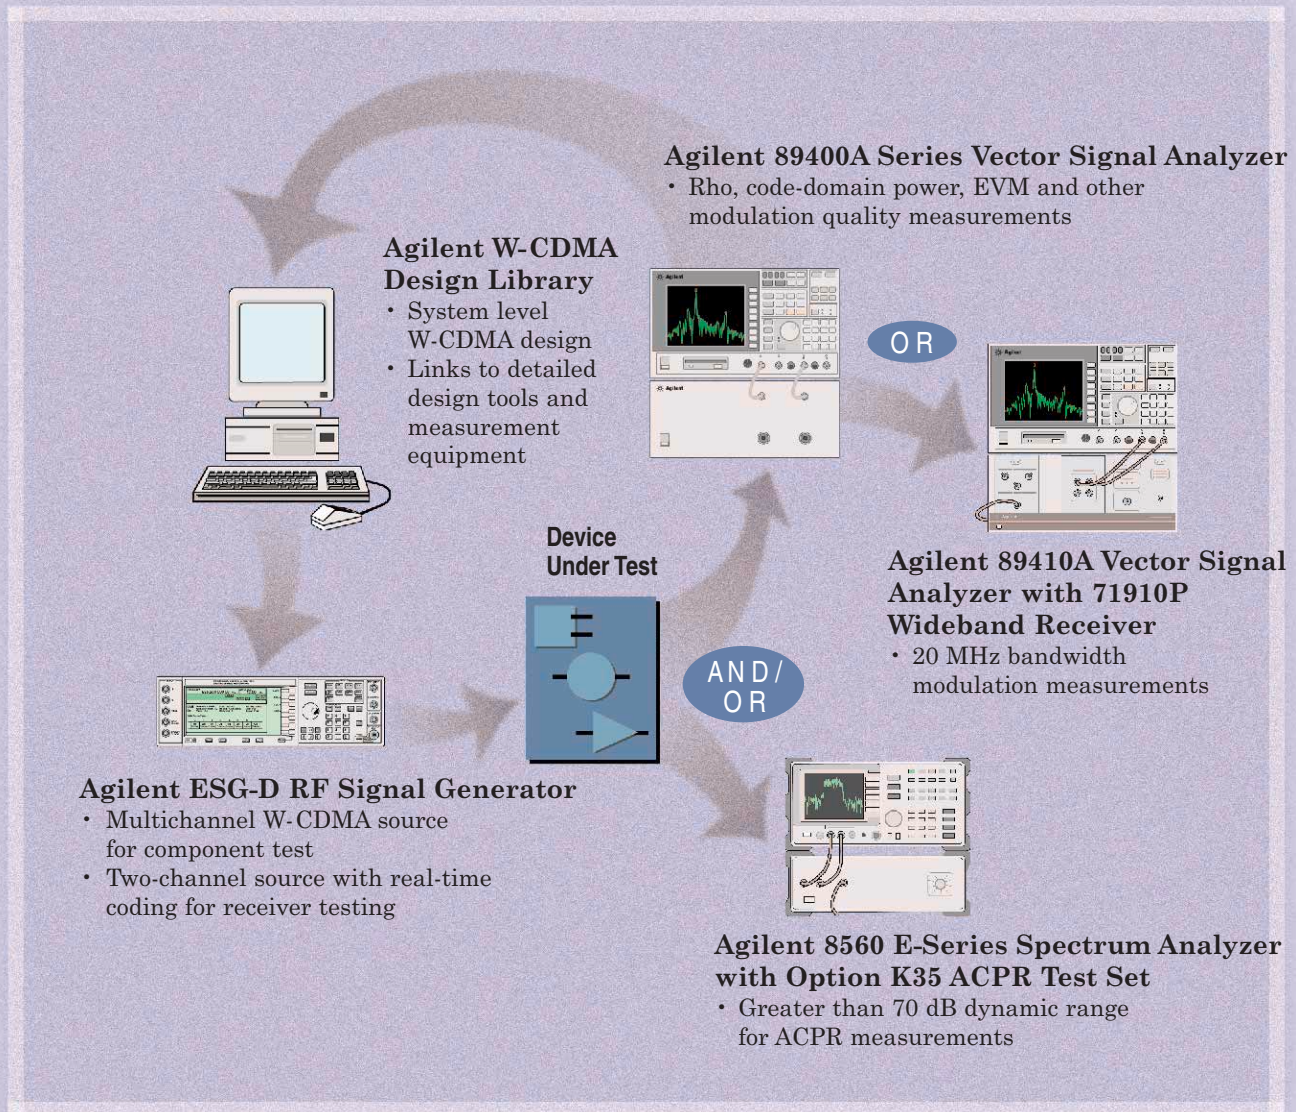 Agilent 89400A Series Vector Signal Analyzer
• Rho, code-domain power, EVM and other
modulation quality measurements
Agilent W-CDMA
Design Library
• System level
W-CDMA design
• Links to detailed
design tools and
measurement
equipment
Agilent
Agilent
OR
Agilent
Device
Under Test
Agilent 89410A Vector Signal
Analyzer with 71910P
Wideband Receiver
• 20 MHz bandwidth
modulation measurements
AND/
OR
Agilent ESG-D RF Signal Generator
• Multichannel W-CDMA source
for component test
• Two-channel source with real-time
coding for receiver testing
Agilent 8560 E-Series Spectrum Analyzer
with Option K35 ACPR Test Set
• Greater than 70 dB dynamic range
for ACPR measurements